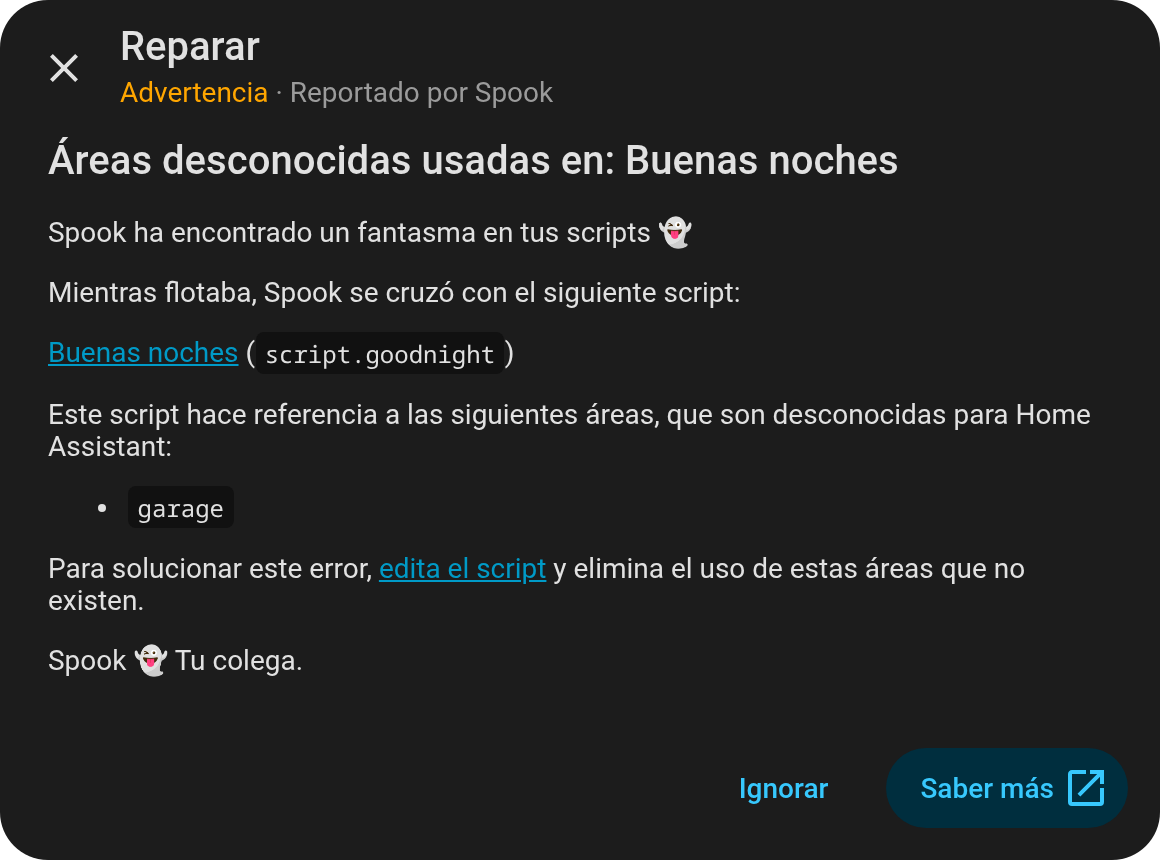 Reparar
Advertencia · Reportado por Spook
Áreas desconocidas usadas en: Buenas noches
Spook ha encontrado un fantasma en tus scripts 👻
Mientras flotaba, Spook se cruzó con el siguiente script:
Buenas noches (script.goodnight)
Este script hace referencia a las siguientes áreas, que son desconocidas para Home
Assistant:
• garage
Para solucionar este error, edita el script y elimina el uso de estas áreas que no
existen.
Spook 👻 Tu colega.
Ignorar
Saber más